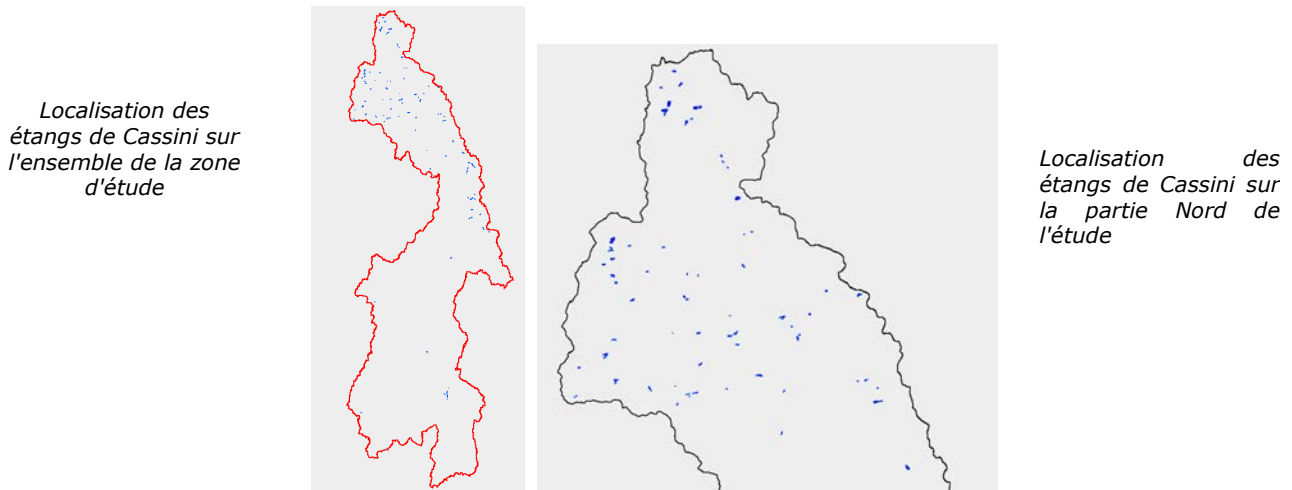 Localisation des
étangs de Cassini sur
l'ensemble de la zone
d'étude
Localisation des
étangs de Cassini sur
la partie Nord de
l'étude